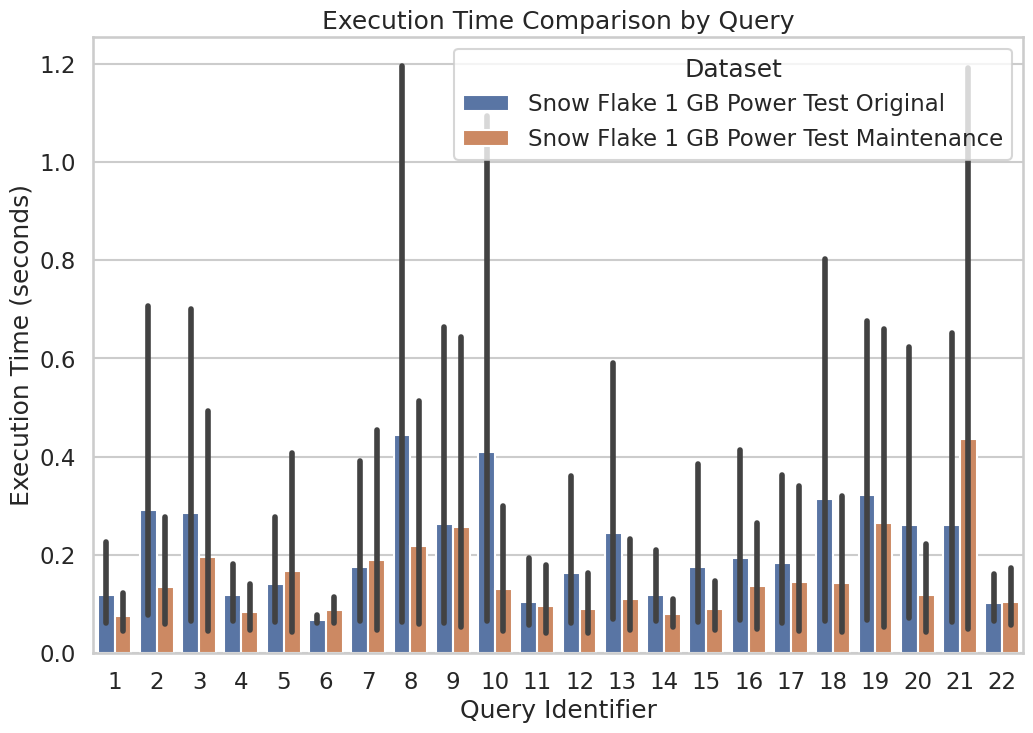 Execution Time Comparison by Query
Execution Time (seconds)
1.2
1.0
0.8
0.6
0.4
0.2
0.0
Dataset
Snow Flake 1 GB Power Test Original
Snow Flake 1 GB Power Test Maintenance
1 2 3 4 5 6 7 8 9 10 11 12 13 14 15 16 17 18 19 20 21 22
Query Identifier